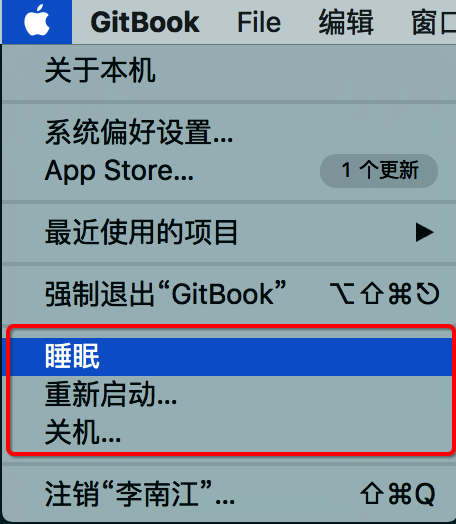 GitBook File 编辑 窗口
关于本机
系统偏好设置...
App Store... 1 个更新
最近使用的项目 ▶
强制退出“GitBook” ⌥⇧⌘⎋
睡眠
重新启动...
关机...
注销“李南江”... ⇧⌘Q